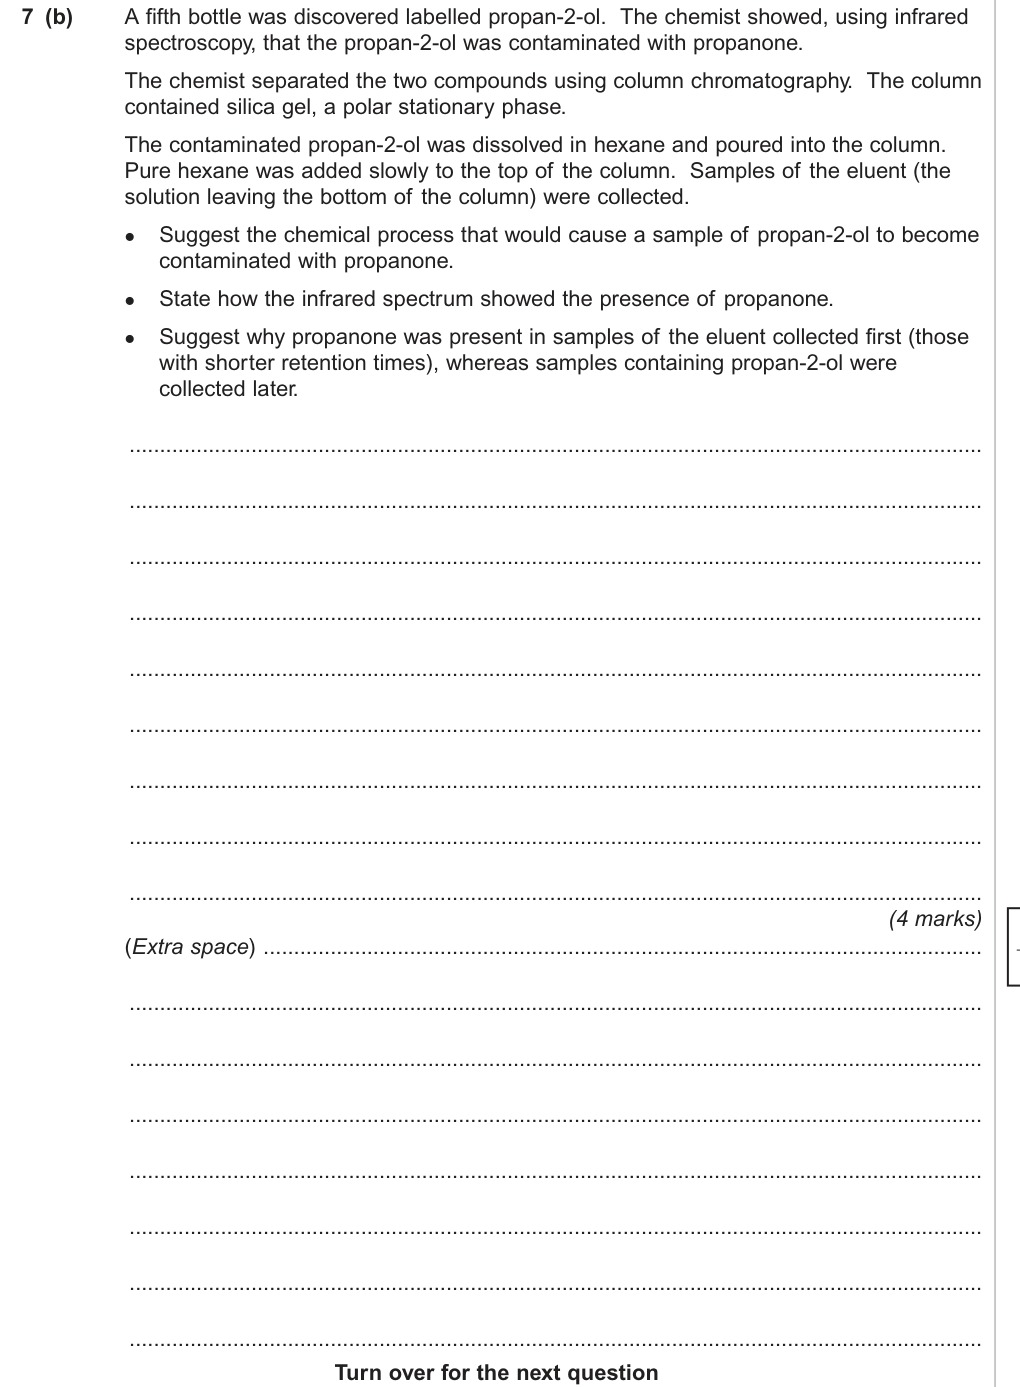 7 (b) A fifth bottle was discovered labelled propan-2-ol. The chemist showed, using infrared
spectroscopy, that the propan-2-ol was contaminated with propanone.
The chemist separated the two compounds using column chromatography. The column
contained silica gel, a polar stationary phase.
The contaminated propan-2-ol was dissolved in hexane and poured into the column.
Pure hexane was added slowly to the top of the column. Samples of the eluent (the
solution leaving the bottom of the column) were collected.
• Suggest the chemical process that would cause a sample of propan-2-ol to become
contaminated with propanone.
• State how the infrared spectrum showed the presence of propanone.
• Suggest why propanone was present in samples of the eluent collected first (those
with shorter retention times), whereas samples containing propan-2-ol were
collected later.
(4 marks)
(Extra space)
Turn over for the next question